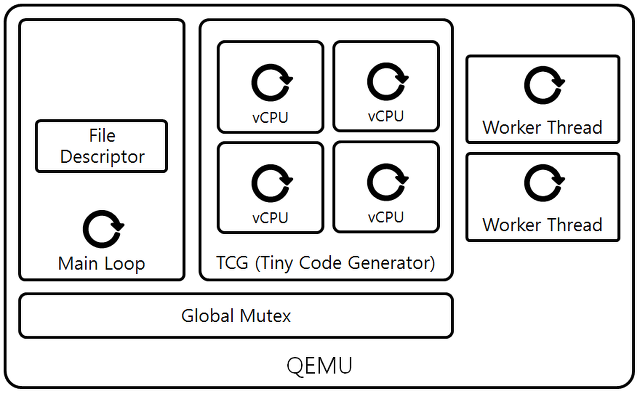 File
Descriptor
Main Loop
vCPU
vCPU
vCPU
vCPU
TCG (Tiny Code Generator)
Worker Thread
Worker Thread
Global Mutex
QEMU